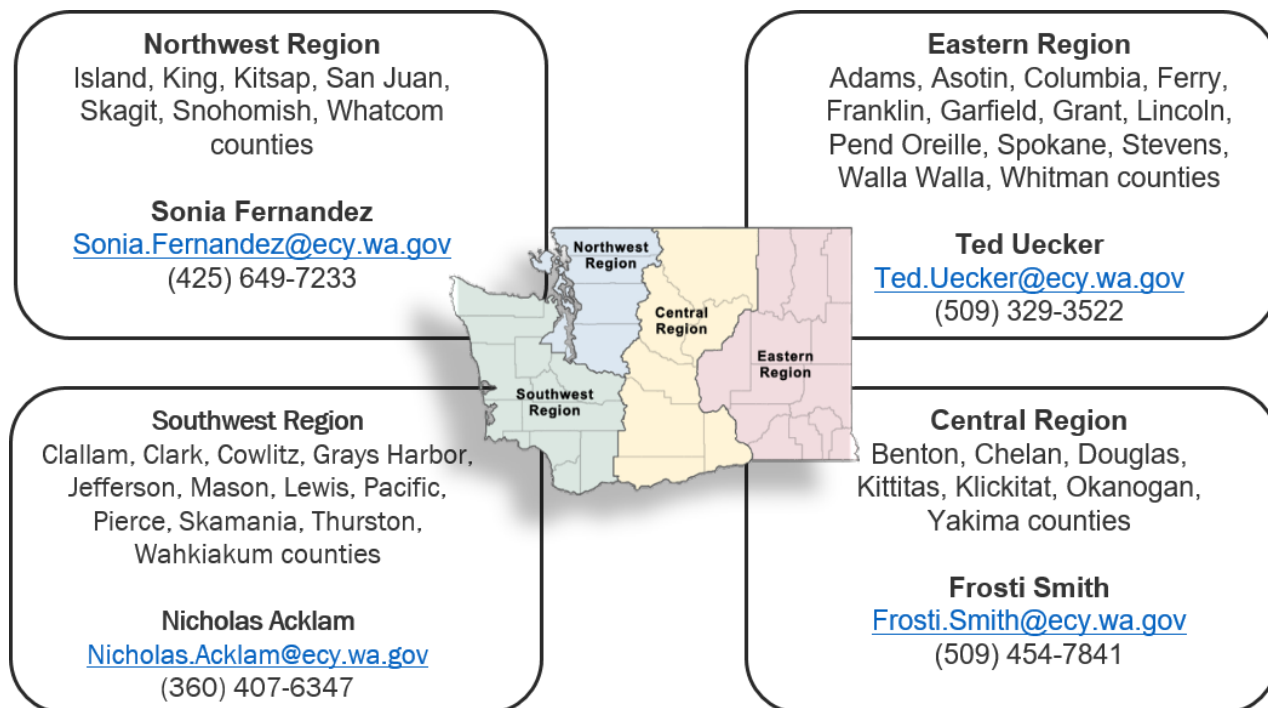 Northwest Region
Island, King, Kitsap, San Juan,
Skagit, Snohomish, Whatcom
counties
Sonia Fernandez
Sonia.Fernandez@ecy.wa.gov
(425) 649-7233
Eastern Region
Adams, Asotin, Columbia, Ferry,
Franklin, Garfield, Grant, Lincoln,
Pend Oreille, Spokane, Stevens,
Walla Walla, Whitman counties
Ted Uecker
Ted.Uecker@ecy.wa.gov
(509) 329-3522
Northwest
Region
Central
Region
Eastern
Region
Southwest
Region
Southwest Region
Clallam, Clark, Cowlitz, Grays Harbor,
Jefferson, Mason, Lewis, Pacific,
Pierce, Skamania, Thurston,
Wahkiakum counties
Nicholas Acklam
Nicholas.Acklam@ecy.wa.gov
(360) 407-6347
Central Region
Benton, Chelan, Douglas,
Kittitas, Klickitat, Okanogan,
Yakima counties
Frosti Smith
Frosti.Smith@ecy.wa.gov
(509) 454-7841